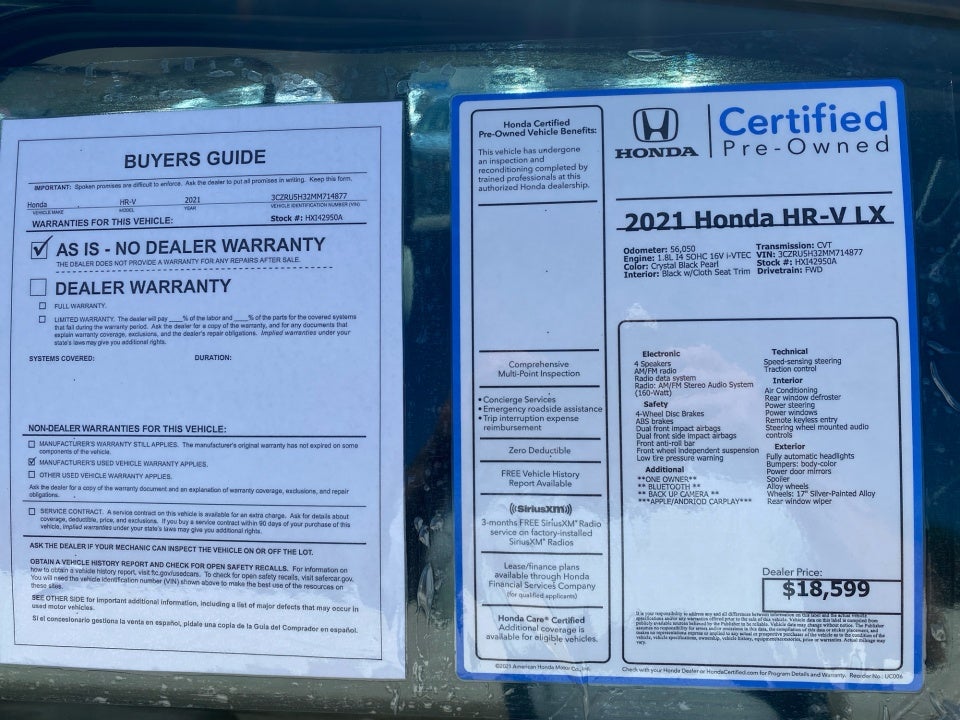 BUYERS GUIDE
IMPORTANT: Spoken promises are difficult to enforce. Ask the dealer to put all promises in writing. Keep this form.
Honda HR-V 2021 3CZRU5H32MM714877
VEHICLE MAKE MODEL YEAR VEHICLE IDENTIFICATION NUMBER (VIN)
WARRANTIES FOR THIS VEHICLE: Stock #: HXI42950A
AS IS - NO DEALER WARRANTY
THE DEALER DOES NOT PROVIDE A WARRANTY FOR ANY REPAIRS AFTER SALE.
DEALER WARRANTY
FULL WARRANTY.
LIMITED WARRANTY. The dealer will pay ____% of the labor and ____% of the parts for the covered systems
that fail during the warranty period. Ask the dealer for a copy of the warranty, and for any documents that
explain warranty coverage, exclusions, and the dealer's repair obligations. Implied warranties under your
state's laws may give you additional rights.
SYSTEMS COVERED: DURATION:
NON-DEALER WARRANTIES FOR THIS VEHICLE:
MANUFACTURER'S WARRANTY STILL APPLIES. The manufacturer's original warranty has not expired on some
components of the vehicle.
MANUFACTURER'S USED VEHICLE WARRANTY APPLIES.
OTHER USED VEHICLE WARRANTY APPLIES.
Ask the dealer for a copy of the warranty document and an explanation of warranty coverage, exclusions, and repair
obligations.
SERVICE CONTRACT. A service contract on this vehicle is available for an extra charge. Ask for details about
coverage, deductible, price, and exclusions. If you buy a service contract within 90 days of your purchase of
this vehicle, implied warranties under your state's laws may give you additional rights.
ASK THE DEALER IF YOUR MECHANIC CAN INSPECT THE VEHICLE ON OR OFF THE LOT.
OBTAIN A VEHICLE HISTORY REPORT AND CHECK FOR OPEN SAFETY RECALLS. For information on
how to obtain a vehicle history report, visit ftc.gov/usedcars. To check for open safety recalls, visit safercar.gov.
You will need the vehicle identification number (VIN) shown above to make the best use of the resources on
these sites.
SEE OTHER SIDE for important additional information, including a list of major defects that may occur in
used motor vehicles.
Si el concesionario gestiona la venta en español, pídale una copia de la Guía del Comprador en español.
Honda Certified
Pre-Owned Vehicle Benefits:
This vehicle has undergone
an inspection and
reconditioning completed by
trained professionals at this
authorized Honda dealership.
Comprehensive
Multi-Point Inspection
• Concierge Services
• Emergency roadside assistance
• Trip interruption expense
reimbursement
Zero Deductible
FREE Vehicle History
Report Available
((SiriusXM))
3-months FREE SiriusXM® Radio
service on factory-installed
SiriusXM® Radios
Lease/finance plans
available through Honda
Financial Services Company
(for qualified applicants)
Honda Care® Certified
Additional coverage is
available for eligible vehicles.
©2021 American Honda Motor Co., Inc.
HONDA
Certified
Pre-Owned
2021 Honda HR-V LX
Odometer: 56,050
Engine: 1.8L I4 SOHC 16V i-VTEC
Color: Crystal Black Pearl
Interior: Black w/Cloth Seat Trim
Transmission: CVT
VIN: 3CZRU5H32MM714877
Stock #: HXI42950A
Drivetrain: FWD
Electronic
4 Speakers
AM/FM radio
Radio data system
Radio: AM/FM Stereo Audio System
(160-Watt)
Safety
4-Wheel Disc Brakes
ABS brakes
Dual front impact airbags
Dual front side impact airbags
Front anti-roll bar
Front wheel independent suspension
Low tire pressure warning
Additional
**ONE OWNER**
** BLUETOOTH **
** BACK UP CAMERA **
***APPLE/ANDRIOD CARPLAY***
Technical
Speed-sensing steering
Traction control
Interior
Air Conditioning
Rear window defroster
Power steering
Power windows
Remote keyless entry
Steering wheel mounted audio
controls
Exterior
Fully automatic headlights
Bumpers: body-color
Power door mirrors
Spoiler
Alloy wheels
Wheels: 17" Silver-Painted Alloy
Rear window wiper
Dealer Price:
$18,599
Check with your Honda Dealer or HondaCertified.com for Program Details and Warranty. Reorder No.: UC006